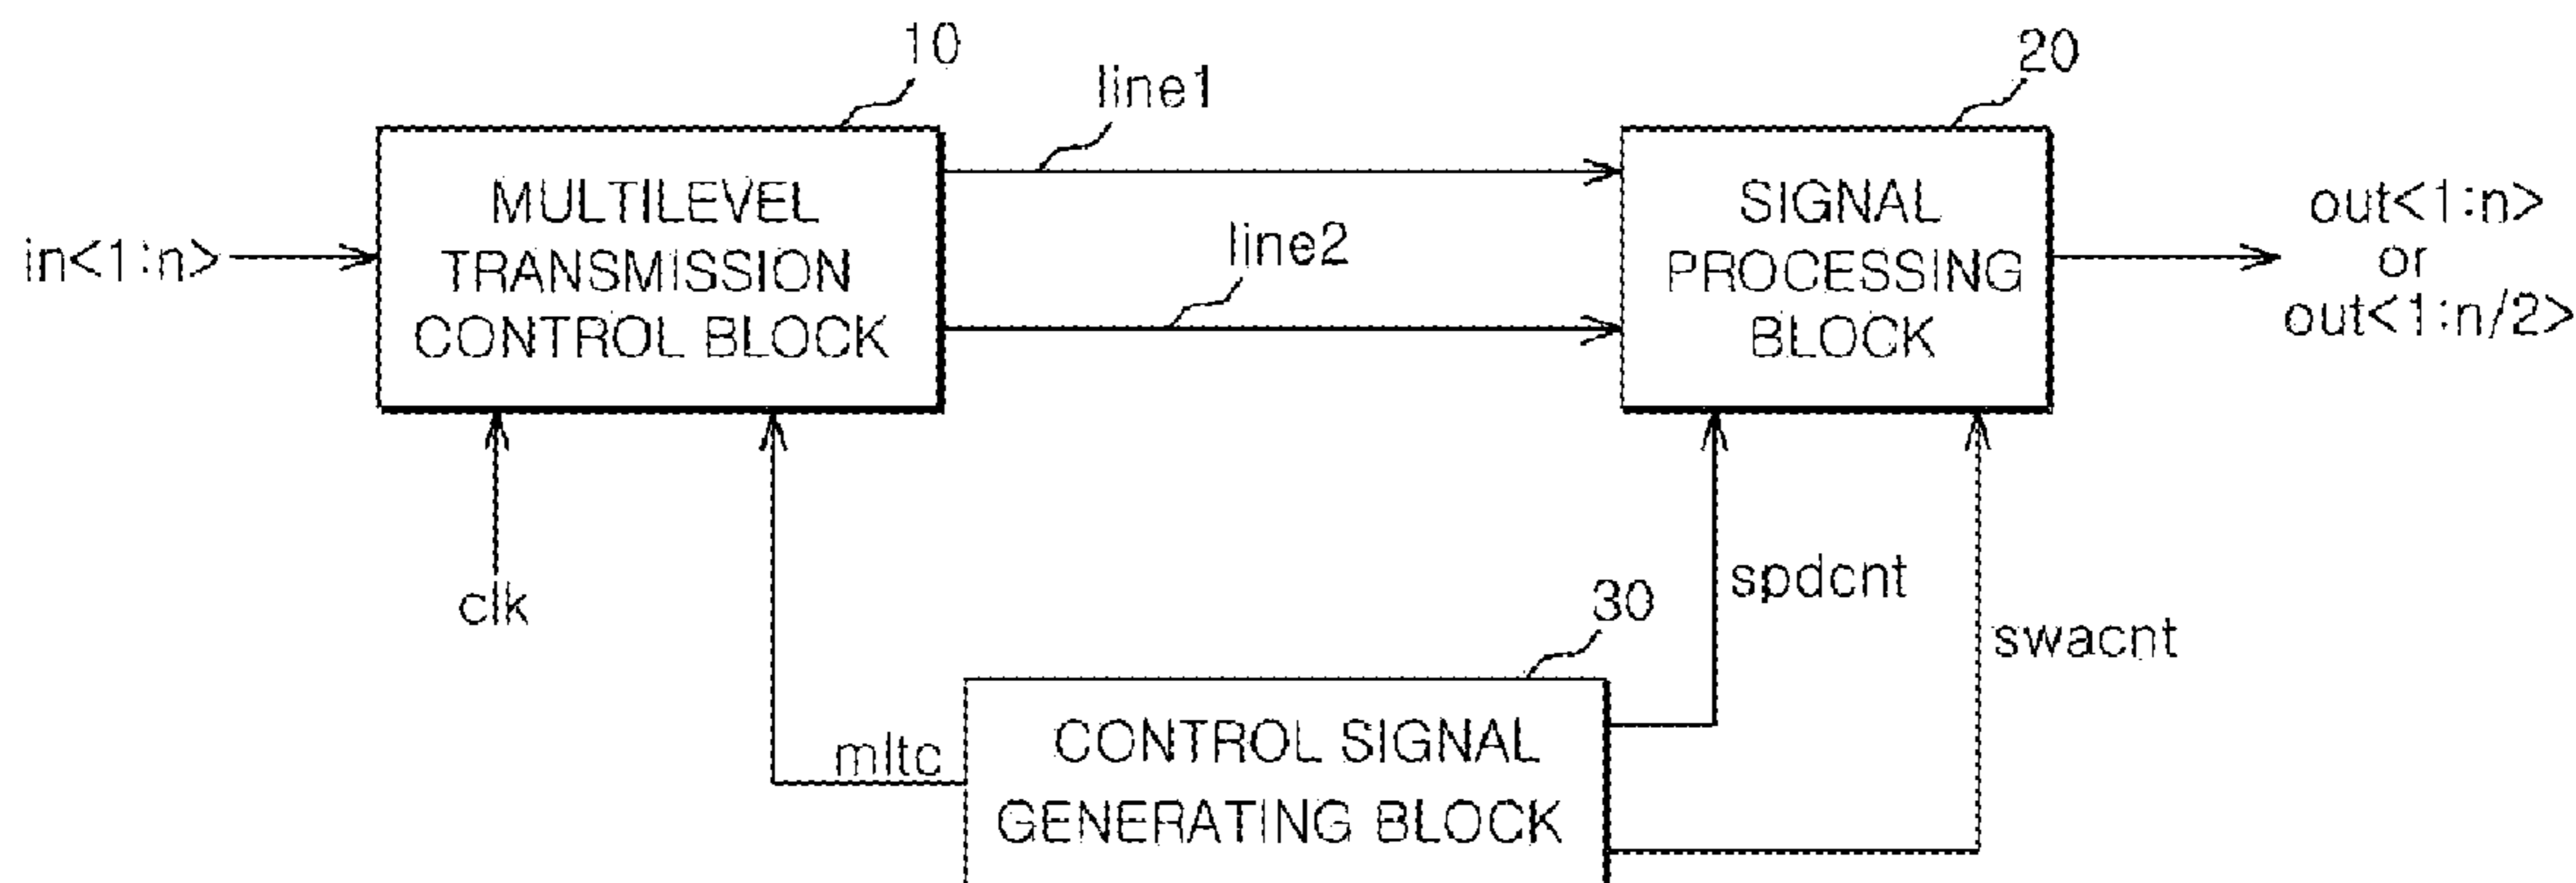 10
20
line1
MULTILEVEL
TRANSMISSION
CONTROL BLOCK
SIGNAL
PROCESSING
BLOCK
in<1:n>
line2
out<1:n>
or
out<1:n/2>
clk
spdcnt
swacnt
30
mltc
CONTROL SIGNAL
GENERATING BLOCK